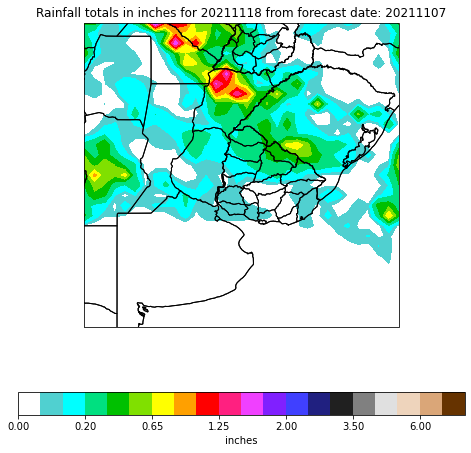 Rainfall totals in inches for 20211118 from forecast date: 20211107
0.00 0.20 0.65 1.25 2.00 3.50 6.00
inches